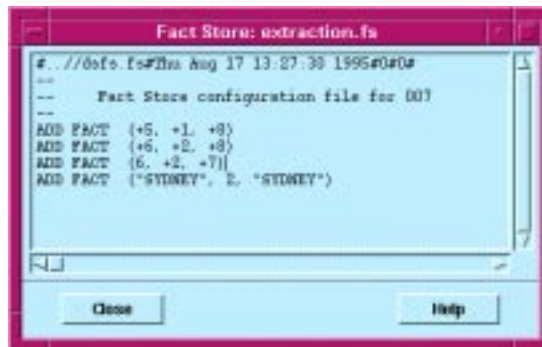 Fact Store: extraction.fs
#..//dofs.fs#Thu Aug 17 13:27:38 1995#0#0#
--
-- Fact Store configuration file for 007
--
ADD FACT (+5, +1, +8)
ADD FACT (+6, +2, +8)
ADD FACT (6, +2, +7)
ADD FACT ("SYDNEY", 2, "SYDNEY")
Close
Help